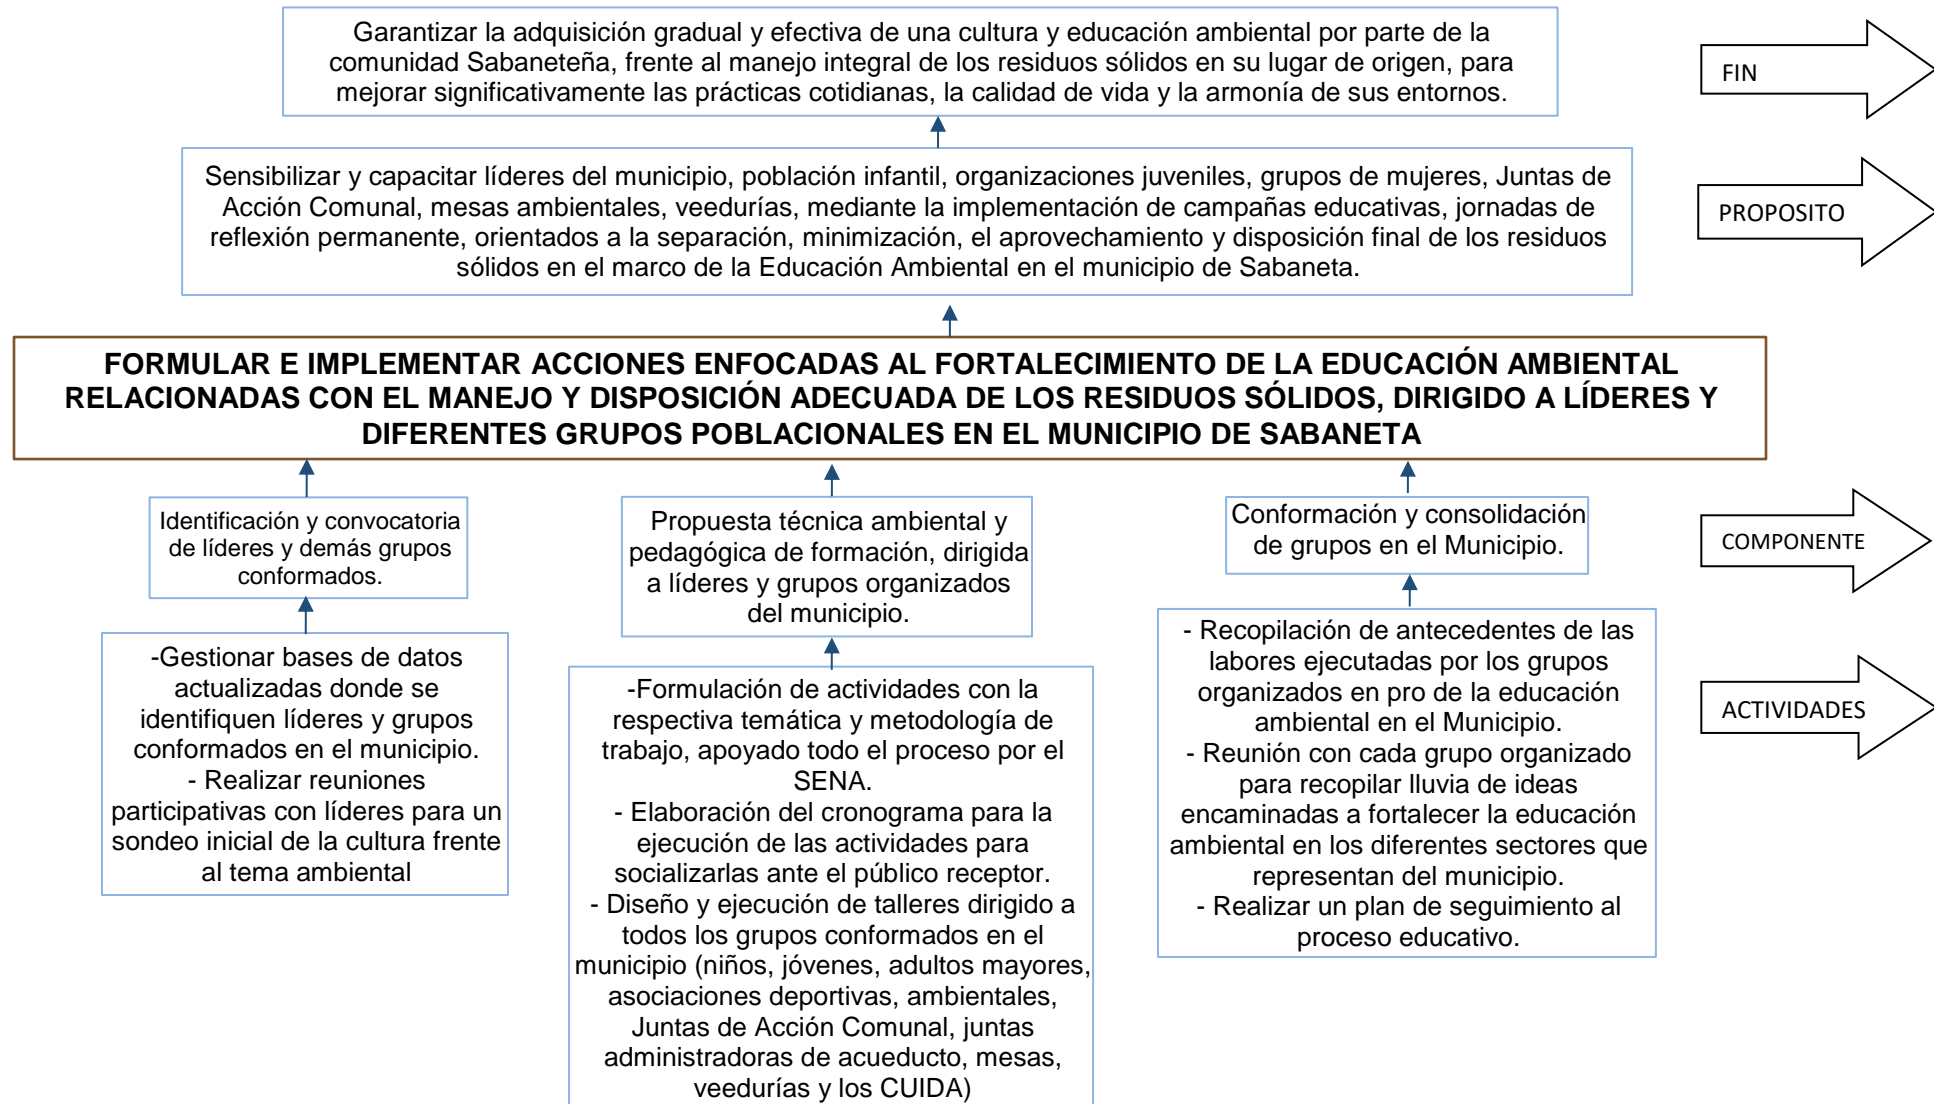 Garantizar la adquisición gradual y efectiva de una cultura y educación ambiental por parte de la
comunidad Sabaneteña, frente al manejo integral de los residuos sólidos en su lugar de origen, para
mejorar significativamente las prácticas cotidianas, la calidad de vida y la armonía de sus entornos.
FIN
Sensibilizar y capacitar líderes del municipio, población infantil, organizaciones juveniles, grupos de mujeres, Juntas de
Acción Comunal, mesas ambientales, veedurías, mediante la implementación de campañas educativas, jornadas de
reflexión permanente, orientados a la separación, minimización, el aprovechamiento y disposición final de los residuos
sólidos en el marco de la Educación Ambiental en el municipio de Sabaneta.
PROPOSITO
FORMULAR E IMPLEMENTAR ACCIONES ENFOCADAS AL FORTALECIMIENTO DE LA EDUCACIÓN AMBIENTAL
RELACIONADAS CON EL MANEJO Y DISPOSICIÓN ADECUADA DE LOS RESIDUOS SÓLIDOS, DIRIGIDO A LÍDERES Y
DIFERENTES GRUPOS POBLACIONALES EN EL MUNICIPIO DE SABANETA
Identificación y convocatoria
de líderes y demás grupos
conformados.
Propuesta técnica ambiental y
pedagógica de formación, dirigida
a líderes y grupos organizados
del municipio.
Conformación y consolidación
de grupos en el Municipio.
COMPONENTE
-Gestionar bases de datos
actualizadas donde se
identifiquen líderes y grupos
conformados en el municipio.
- Realizar reuniones
participativas con líderes para un
sondeo inicial de la cultura frente
al tema ambiental
-Formulación de actividades con la
respectiva temática y metodología de
trabajo, apoyado todo el proceso por el
SENA.
- Elaboración del cronograma para la
ejecución de las actividades para
socializarlas ante el público receptor.
- Diseño y ejecución de talleres dirigido a
todos los grupos conformados en el
municipio (niños, jóvenes, adultos mayores,
asociaciones deportivas, ambientales,
Juntas de Acción Comunal, juntas
administradoras de acueducto, mesas,
veedurías y los CUIDA)
- Recopilación de antecedentes de las
labores ejecutadas por los grupos
organizados en pro de la educación
ambiental en el Municipio.
- Reunión con cada grupo organizado
para recopilar lluvia de ideas
encaminadas a fortalecer la educación
ambiental en los diferentes sectores que
representan del municipio.
- Realizar un plan de seguimiento al
proceso educativo.
ACTIVIDADES